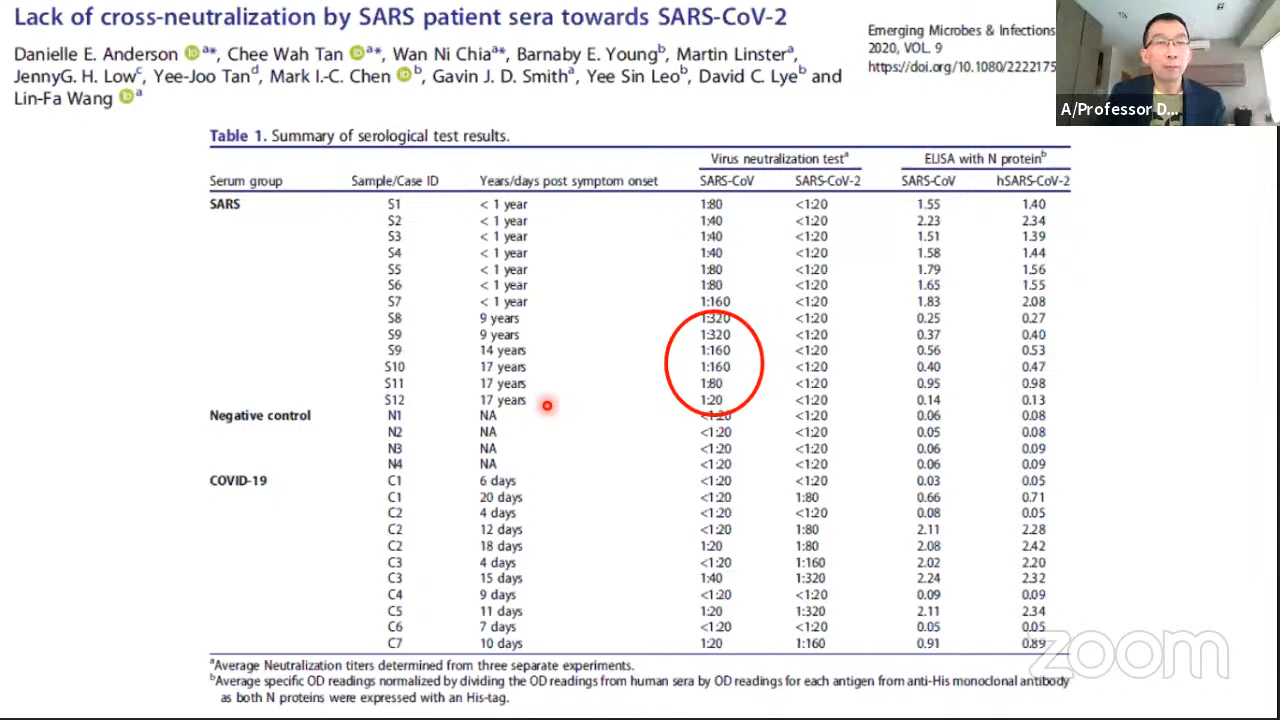 Lack of cross-neutralization by SARS patient sera towards SARS-CoV-2
Danielle E. Anderson iD a*, Chee Wah Tan iD a*, Wan Ni Chia a*, Barnaby E. Young b, Martin Linster a,
JennyG. H. Low c, Yee-Joo Tan d, Mark I.-C. Chen iD b, Gavin J. D. Smith a, Yee Sin Leo b, David C. Lye b and
Lin-Fa Wang iD a
Emerging Microbes & Infections
2020, VOL. 9
https://doi.org/10.1080/2222175
A/Professor D...
Table 1. Summary of serological test results.
Virus neutralization test a ELISA with N protein b
Serum group Sample/Case ID Years/days post symptom onset SARS-CoV SARS-CoV-2 SARS-CoV hSARS-CoV-2
SARS S1 < 1 year 1:80 <1:20 1.55 1.40
S2 < 1 year 1:40 <1:20 2.23 2.34
S3 < 1 year 1:40 <1:20 1.51 1.39
S4 < 1 year 1:40 <1:20 1.58 1.44
S5 < 1 year 1:80 <1:20 1.79 1.56
S6 < 1 year 1:80 <1:20 1.65 1.55
S7 < 1 year 1:160 <1:20 1.83 2.08
S8 9 years 1:320 <1:20 0.25 0.27
S9 9 years 1:320 <1:20 0.37 0.40
S9 14 years 1:160 <1:20 0.56 0.53
S10 17 years 1:160 <1:20 0.40 0.47
S11 17 years 1:80 <1:20 0.95 0.98
S12 17 years 1:20 <1:20 0.14 0.13
Negative control N1 NA <1:20 <1:20 0.06 0.08
N2 NA <1:20 <1:20 0.05 0.08
N3 NA <1:20 <1:20 0.06 0.09
N4 NA <1:20 <1:20 0.06 0.09
COVID-19 C1 6 days <1:20 <1:20 0.03 0.05
C1 20 days <1:20 1:80 0.66 0.71
C2 4 days <1:20 <1:20 0.08 0.05
C2 12 days <1:20 1:80 2.11 2.28
C2 18 days 1:20 1:80 2.08 2.42
C3 4 days <1:20 1:160 2.02 2.20
C3 15 days 1:40 1:320 2.24 2.32
C4 9 days <1:20 <1:20 0.09 0.09
C5 11 days 1:20 1:320 2.11 2.34
C6 7 days <1:20 <1:20 0.05 0.05
C7 10 days 1:20 1:160 0.91 0.89
zoom
a Average Neutralization titers determined from three separate experiments.
b Average specific OD readings normalized by dividing the OD readings from human sera by OD readings for each antigen from anti-His monoclonal antibody
as both N proteins were expressed with an His-tag.